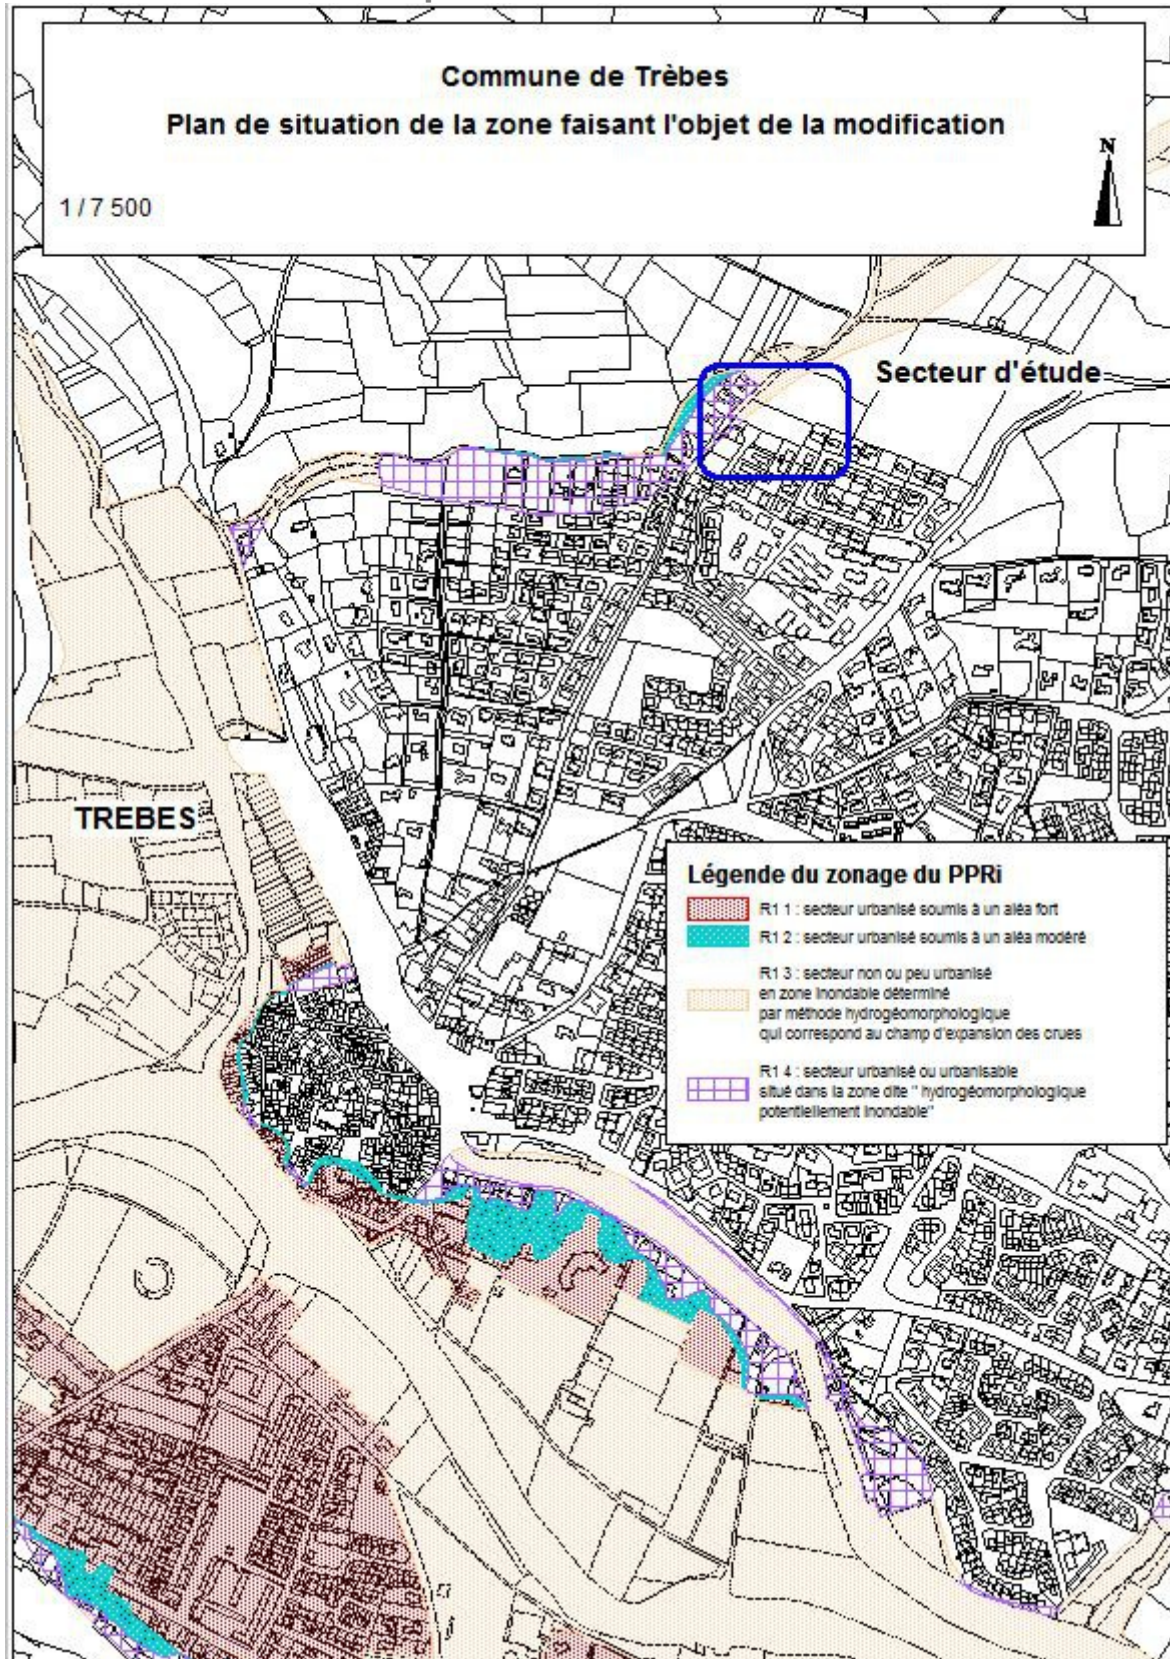 Commune de Trèbes
Plan de situation de la zone faisant l'objet de la modification
N
1 / 7 500
Secteur d'étude
TREBES
Légende du zonage du PPRi
R1 1 : secteur urbanisé soumis à un aléa fort
R1 2 : secteur urbanisé soumis à un aléa modéré
R1 3 : secteur non ou peu urbanisé
en zone inondable déterminé
par méthode hydrogéomorphologique
qui correspond au champ d'expansion des crues
R1 4 : secteur urbanisé ou urbanisable
situé dans la zone dite " hydrogéomorphologique
potentiellement inondable"